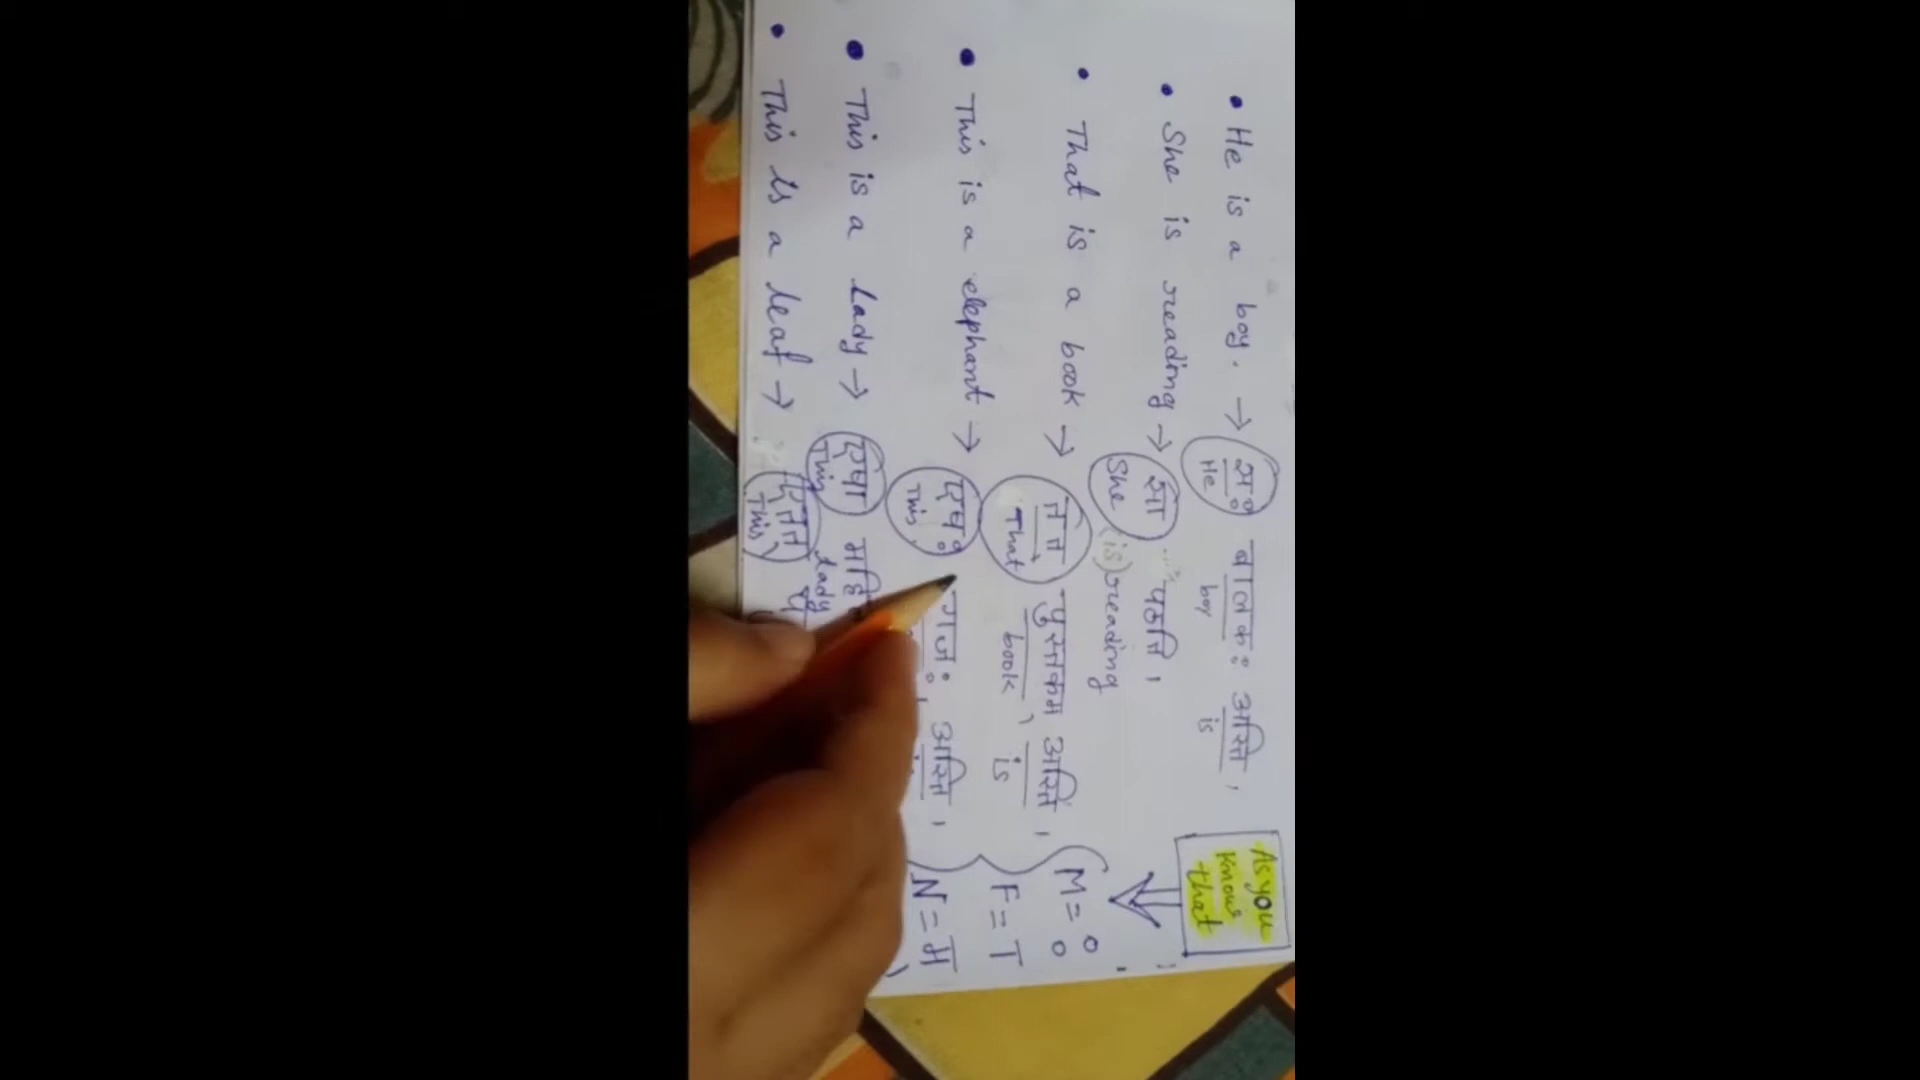 • He is a boy. → सः बालकः अस्ति ।
He boy is
• She is reading → सा पठति ।
She (is) reading
• That is a book → तत पुस्तकम अस्ति ।
That book, is
• This is a elephant → एषः गजः अस्ति ।
This
• This is a Lady → एषा
This lady
• This is a leaf → एतत
This
As you
know
that
M = ः
F = ा
N = म